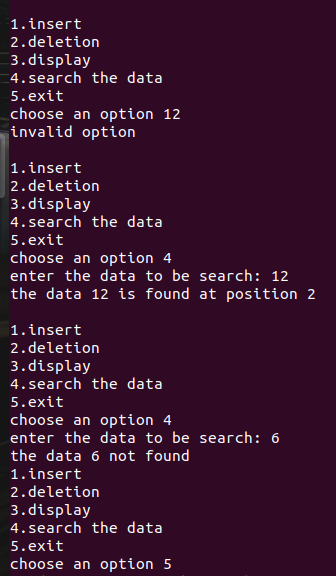 1.insert
2.deletion
3.display
4.search the data
5.exit
choose an option 12
invalid option
1.insert
2.deletion
3.display
4.search the data
5.exit
choose an option 4
enter the data to be search: 12
the data 12 is found at position 2
1.insert
2.deletion
3.display
4.search the data
5.exit
choose an option 4
enter the data to be search: 6
the data 6 not found
1.insert
2.deletion
3.display
4.search the data
5.exit
choose an option 5